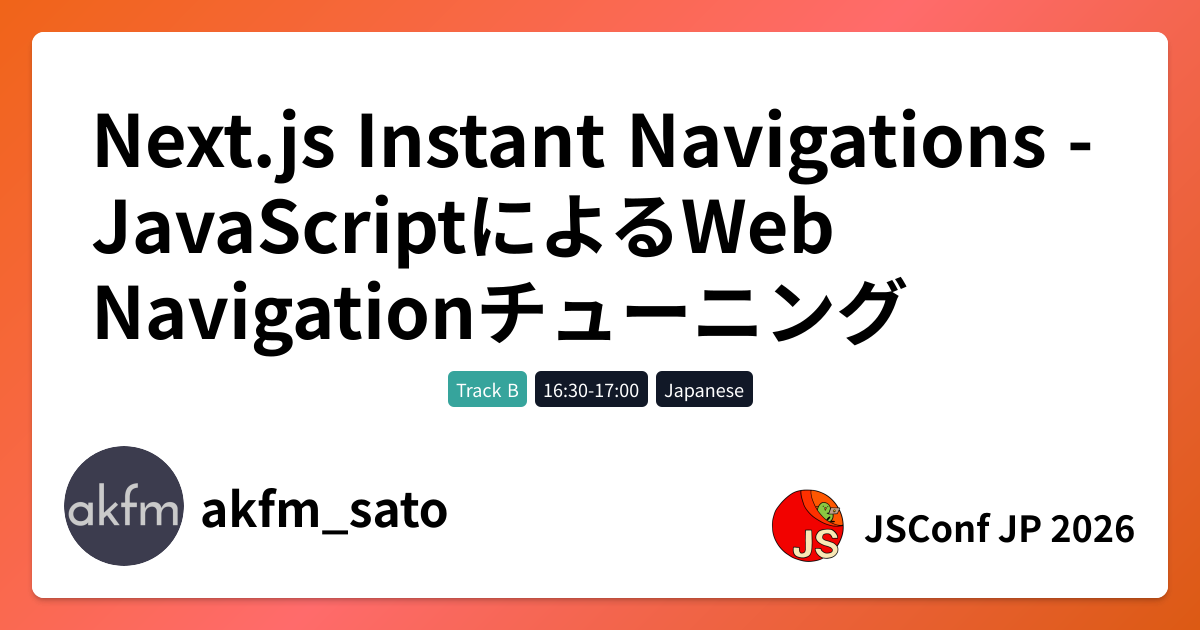 Next.js Instant Navigations -
JavaScriptによるWeb
Navigationチューニング
Track B
16:30-17:00
Japanese
akfm
akfm_sato
JS
JSConf JP 2026